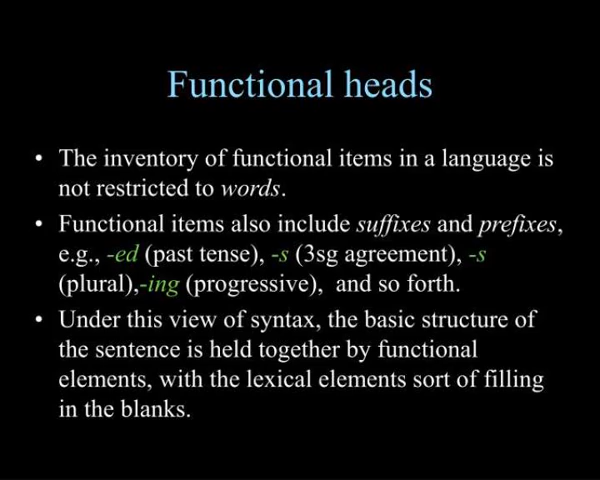 Functional heads
• The inventory of functional items in a language is
not restricted to words.
• Functional items also include suffixes and prefixes,
e.g., -ed (past tense), -s (3sg agreement), -s
(plural),-ing (progressive),  and so forth.
• Under this view of syntax, the basic structure of
the sentence is held together by functional
elements, with the lexical elements sort of filling
in the blanks.